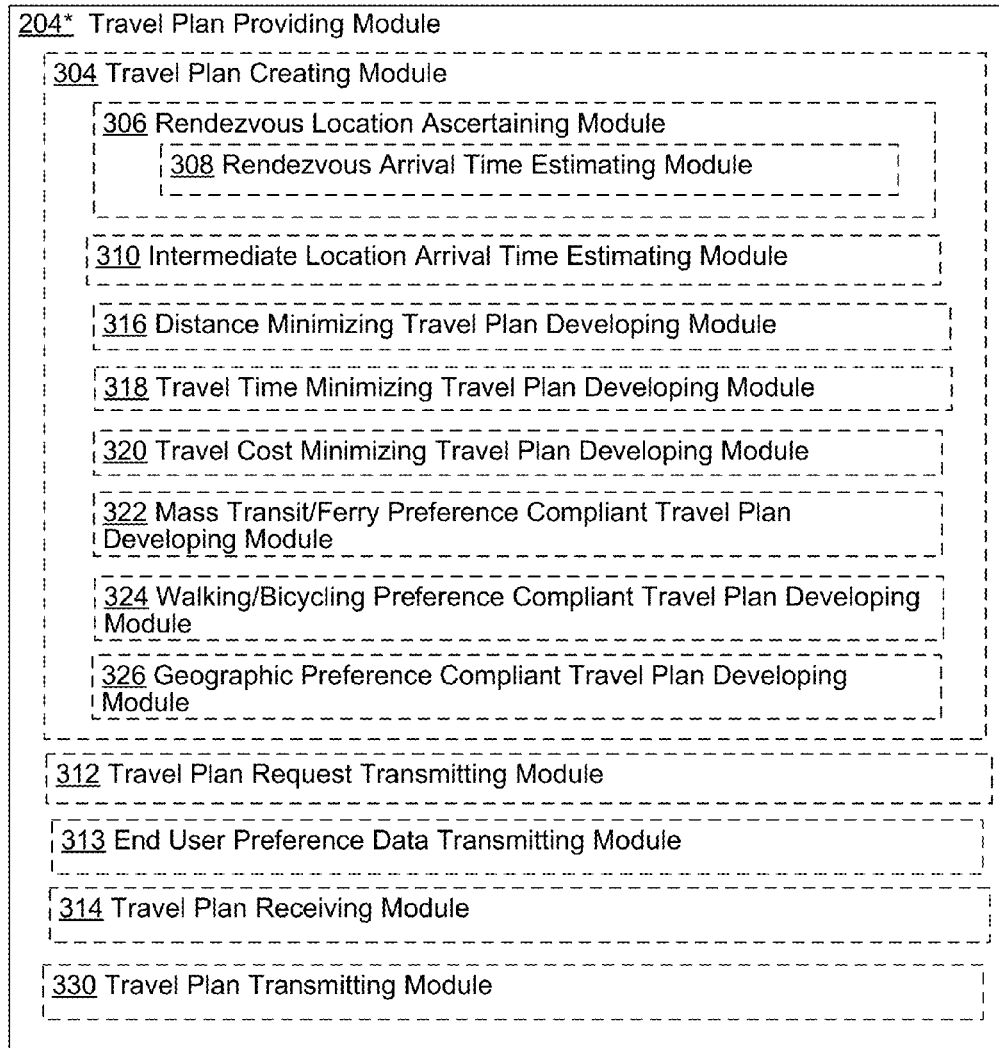 204* Travel Plan Providing Module
304 Travel Plan Creating Module
306 Rendezvous Location Ascertaining Module
308 Rendezvous Arrival Time Estimating Module
310 Intermediate Location Arrival Time Estimating Module
316 Distance Minimizing Travel Plan Developing Module
318 Travel Time Minimizing Travel Plan Developing Module
320 Travel Cost Minimizing Travel Plan Developing Module
322 Mass Transit/Ferry Preference Compliant Travel Plan
Developing Module
324 Walking/Bicycling Preference Compliant Travel Plan Developing
Module
326 Geographic Preference Compliant Travel Plan Developing
Module
312 Travel Plan Request Transmitting Module
313 End User Preference Data Transmitting Module
314 Travel Plan Receiving Module
330 Travel Plan Transmitting Module